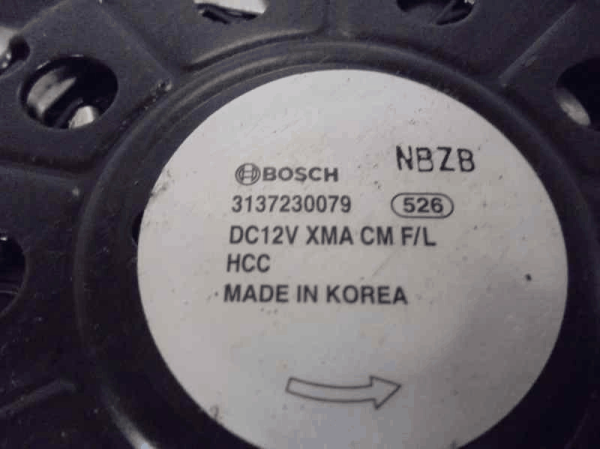 NBZB
BOSCH
3137230079 526
DC12V XMA CM F/L
HCC
MADE IN KOREA